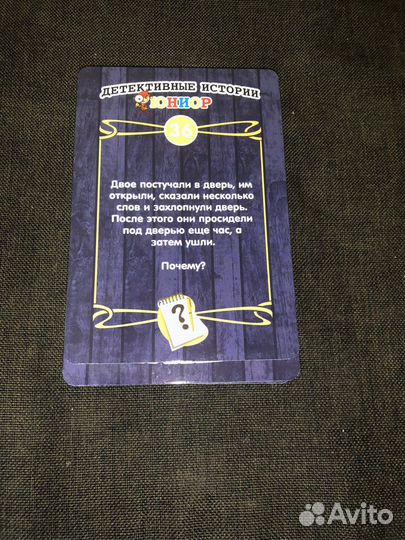 ДЕТЕКТИВНЫЕ ИСТОРИИ
ЮНИОР
36
Двое постучали в дверь, им
открыли, сказали несколько
слов и захлопнули дверь.
После этого они просидели
под дверью еще час, а
затем ушли.
Почему?
?
Avito